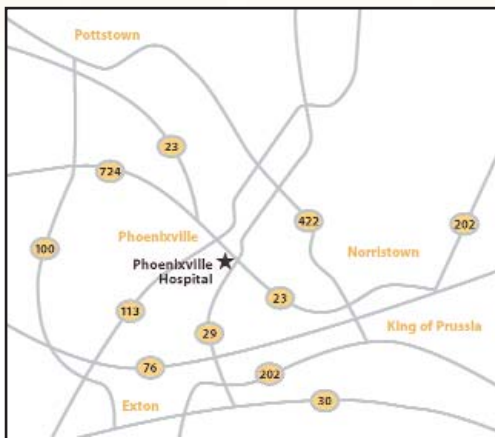 Pottstown
23
724
422
202
Phoenixville
100
Norristown
Phoenixville
Hospital
23
113
29
King of Prussia
76
202
Exton
30